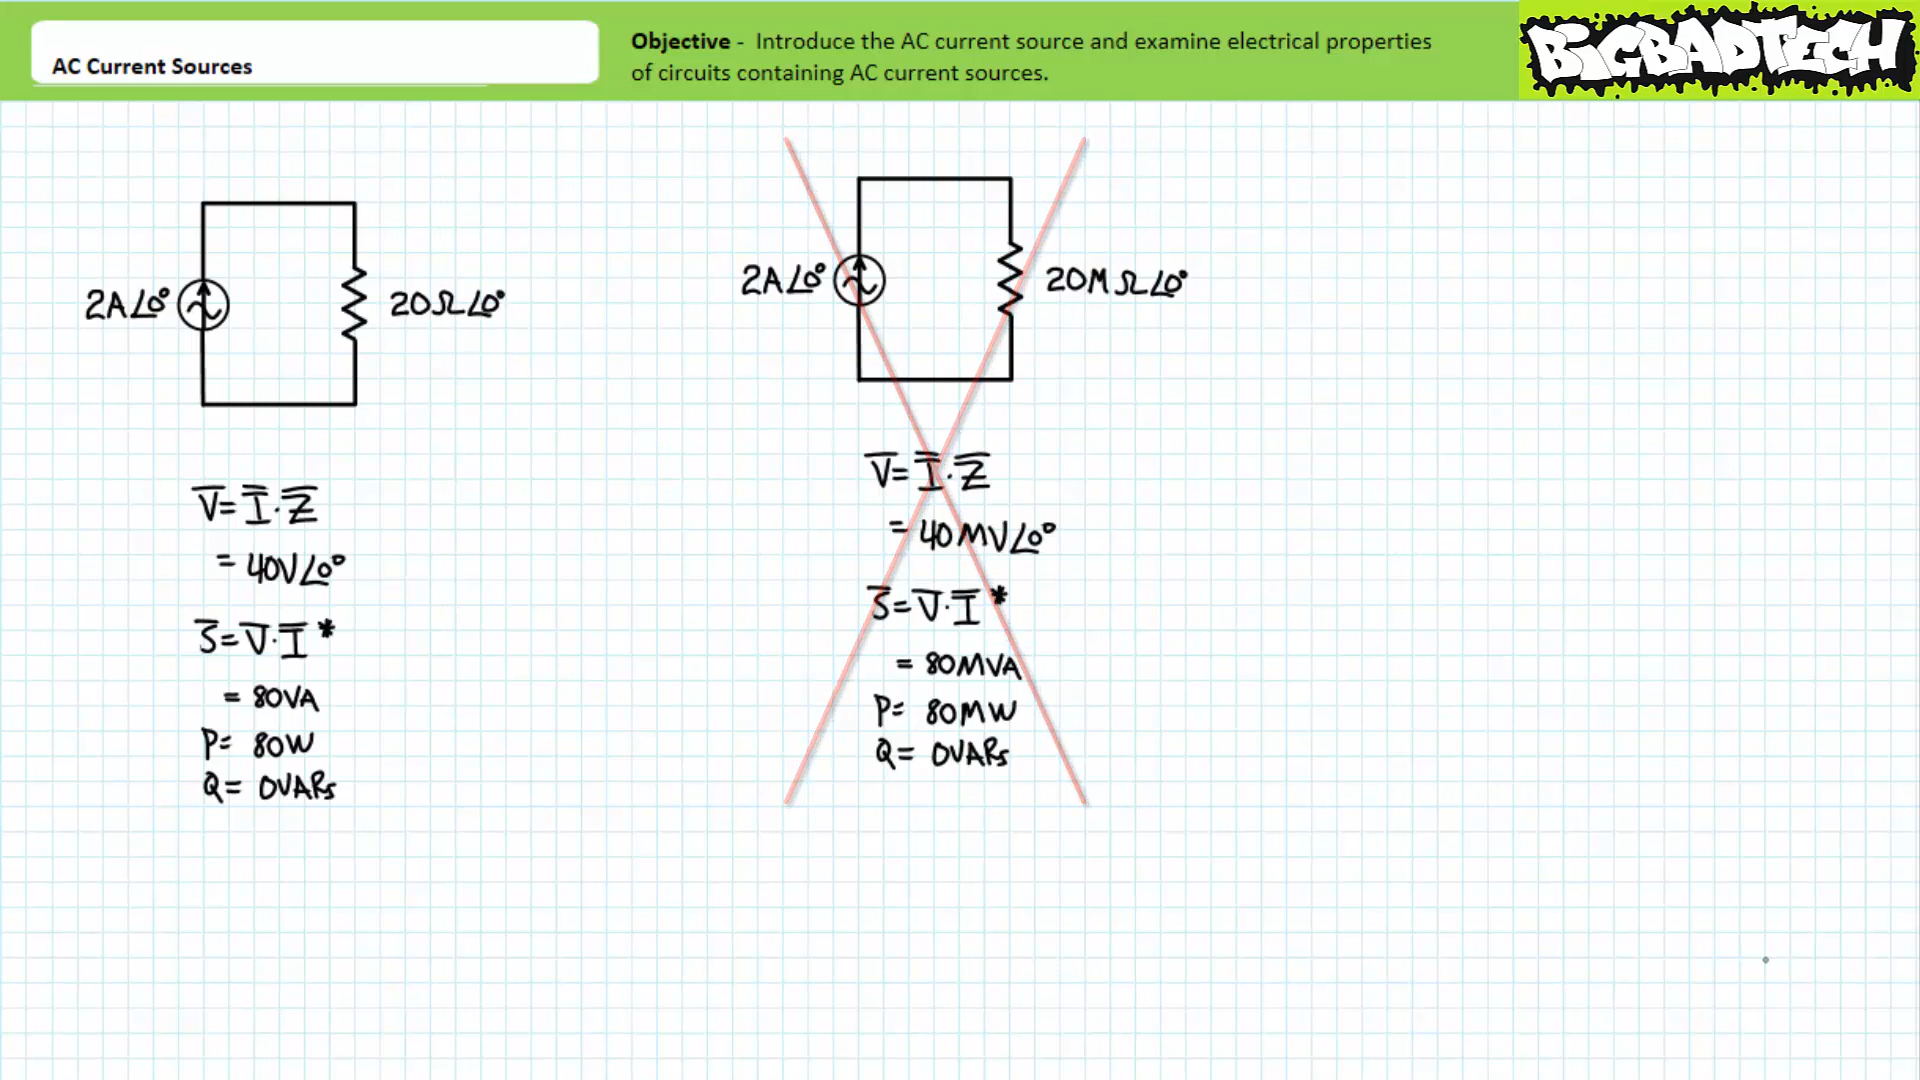 AC Current Sources
Objective - Introduce the AC current source and examine electrical properties
of circuits containing AC current sources.
BIGBADTECH
2A∠0° 20Ω∠0°
V̅=I̅·Z̅
= 40V∠0°
S̅=V̅·I̅*
= 80VA
P= 80W
Q= 0VARs
2A∠0° 20MΩ∠0°
V̅=I̅·Z̅
= 40MV∠0°
S̅=V̅·I̅*
= 80MVA
P= 80MW
Q= 0VARs